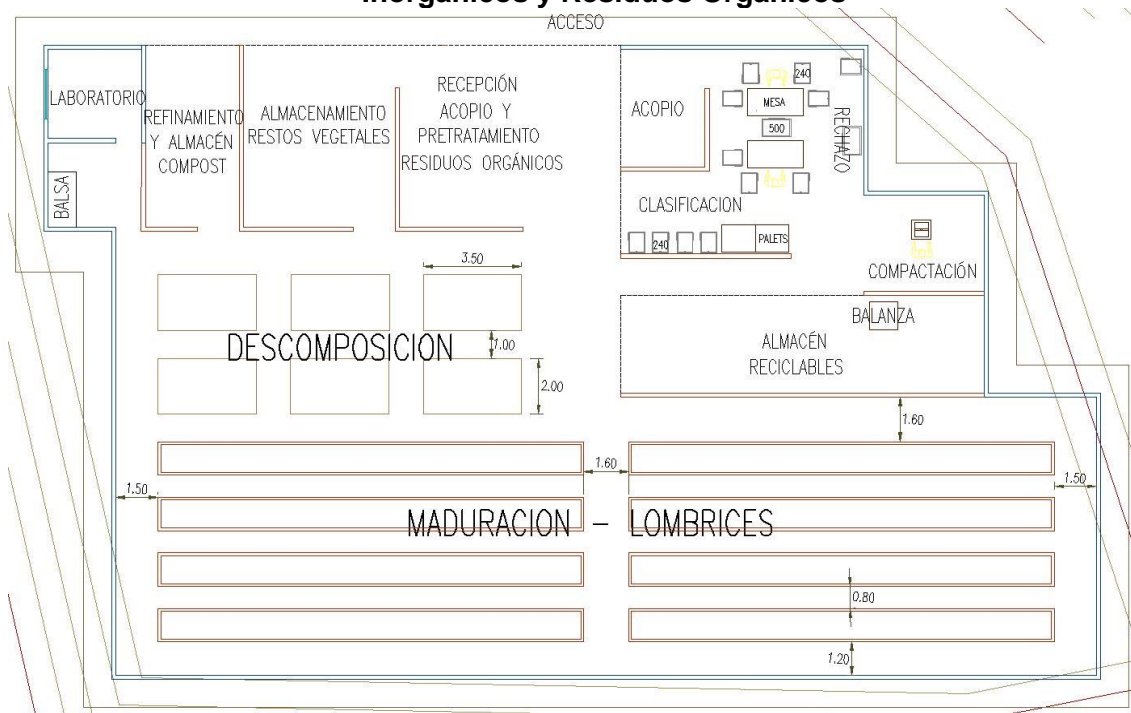 Inorgánicos y Residuos Orgánicos
ACCESO
LABORATORIO
REFINAMIENTO
Y ALMACÉN
COMPOST
ALMACENAMIENTO
RESTOS VEGETALES
RECEPCIÓN
ACOPIO Y
PRETRATAMIENTO
RESIDUOS ORGÁNICOS
ACOPIO
240
MESA
500
RECHAZO
BALSA
CLASIFICACION
240
PALETS
COMPACTACIÓN
3.50
BALANZA
DESCOMPOSICION
1.00
ALMACÉN
RECICLABLES
2.00
1.60
1.60
1.50
1.50
MADURACION - LOMBRICES
0.80
1.20